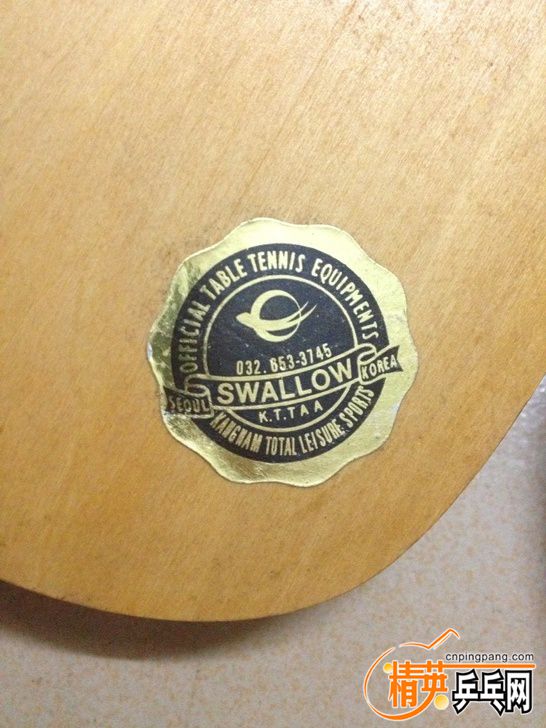 OFFICIAL TABLE TENNIS EQUIPMENTS
032. 653-3745
SEOUL SWALLOW KOREA
K.T.T A A
KANGNAM TOTAL LEISURE. SPORTS
cnpingpang.com
精英乒乓网